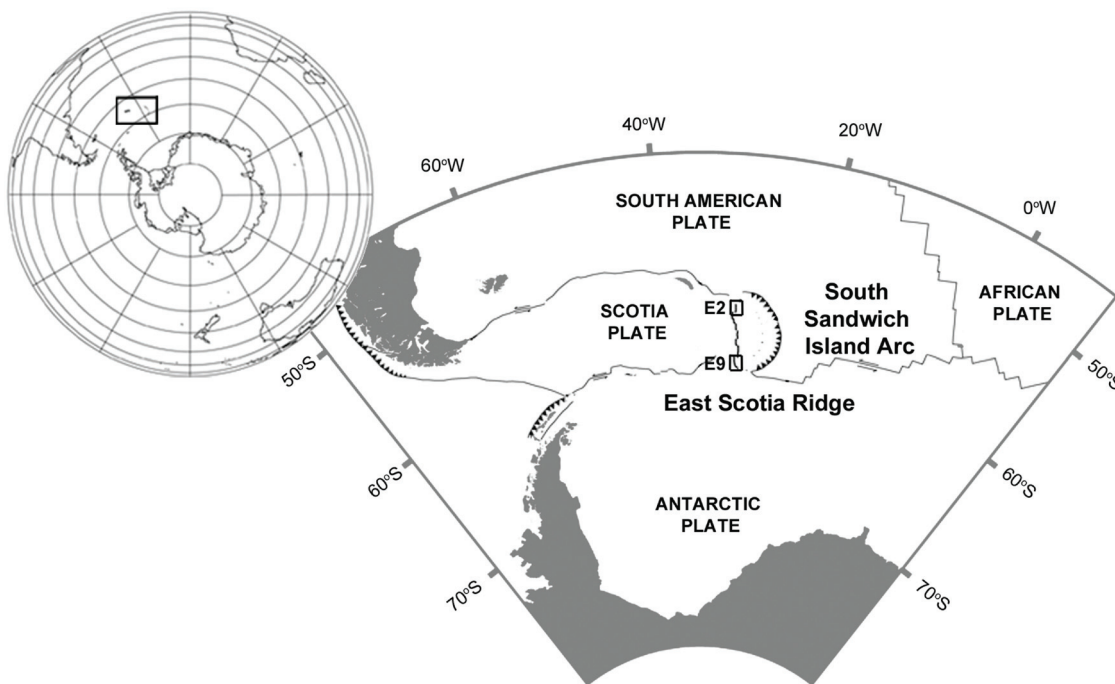 40°W
20°W
60°W
0°W
SOUTH AMERICAN
PLATE
AFRICAN
PLATE
SCOTIA
PLATE
E2
E9
South
Sandwich
Island Arc
East Scotia Ridge
50°S
50°S
60°S
60°S
70°S
70°S
ANTARCTIC
PLATE